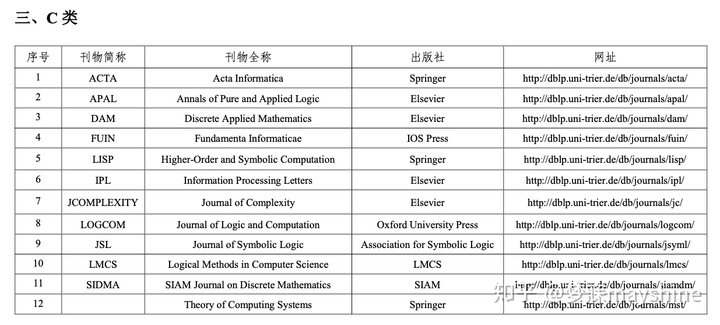 三、C 类
序号 刊物简称 刊物全称 出版社 网址
1 ACTA Acta Informatica Springer http://dblp.uni-trier.de/db/journals/acta/
2 APAL Annals of Pure and Applied Logic Elsevier http://dblp.uni-trier.de/db/journals/apal/
3 DAM Discrete Applied Mathematics Elsevier http://dblp.uni-trier.de/db/journals/dam/
4 FUIN Fundamenta Informaticae IOS Press http://dblp.uni-trier.de/db/journals/fuin/
5 LISP Higher-Order and Symbolic Computation Springer http://dblp.uni-trier.de/db/journals/lisp/
6 IPL Information Processing Letters Elsevier http://dblp.uni-trier.de/db/journals/ipl/
7 JCOMPLEXITY Journal of Complexity Elsevier http://dblp.uni-trier.de/db/journals/jc/
8 LOGCOM Journal of Logic and Computation Oxford University Press http://dblp.uni-trier.de/db/journals/logcom/
9 JSL Journal of Symbolic Logic Association for Symbolic Logic http://dblp.uni-trier.de/db/journals/jsyml/
10 LMCS Logical Methods in Computer Science LMCS http://dblp.uni-trier.de/db/journals/lmcs/
11 SIDMA SIAM Journal on Discrete Mathematics SIAM http://dblp.uni-trier.de/db/journals/siamdm/
12 Theory of Computing Systems Springer http://dblp.uni-trier.de/db/journals/mst/
知乎
mayshine